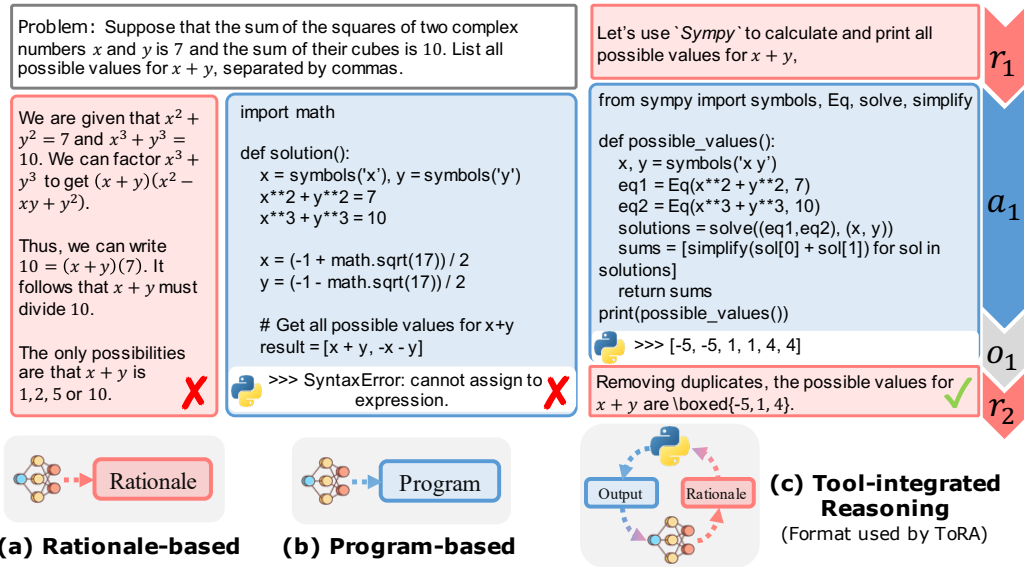 Problem: Suppose that the sum of the squares of two complex
numbers x and y is 7 and the sum of their cubes is 10. List all
possible values for x + y, separated by commas.
We are given that x² +
y² = 7 and x³ + y³ =
10. We can factor x³ +
y³ to get (x + y)(x² −
xy + y²).
Thus, we can write
10 = (x + y)(7). It
follows that x + y must
divide 10.
The only possibilities
are that x + y is
1, 2, 5 or 10.
import math
def solution():
x = symbols('x'), y = symbols('y')
x**2 + y**2 = 7
x**3 + y**3 = 10
x = (-1 + math.sqrt(17)) / 2
y = (-1 - math.sqrt(17)) / 2
# Get all possible values for x+y
result = [x + y, -x - y]
>>> SyntaxError: cannot assign to
expression.
Let's use `Sympy` to calculate and print all
possible values for x + y,
r₁
from sympy import symbols, Eq, solve, simplify
def possible_values():
x, y = symbols('x y')
eq1 = Eq(x**2 + y**2, 7)
eq2 = Eq(x**3 + y**3, 10)
solutions = solve((eq1,eq2), (x, y))
sums = [simplify(sol[0] + sol[1]) for sol in
solutions]
return sums
print(possible_values())
a₁
>>> [-5, -5, 1, 1, 4, 4]
o₁
Removing duplicates, the possible values for
x + y are \boxed{-5, 1, 4}.
r₂
Rationale
(a) Rationale-based
Program
(b) Program-based
Output
Rationale
(c) Tool-integrated
Reasoning
(Format used by ToRA)